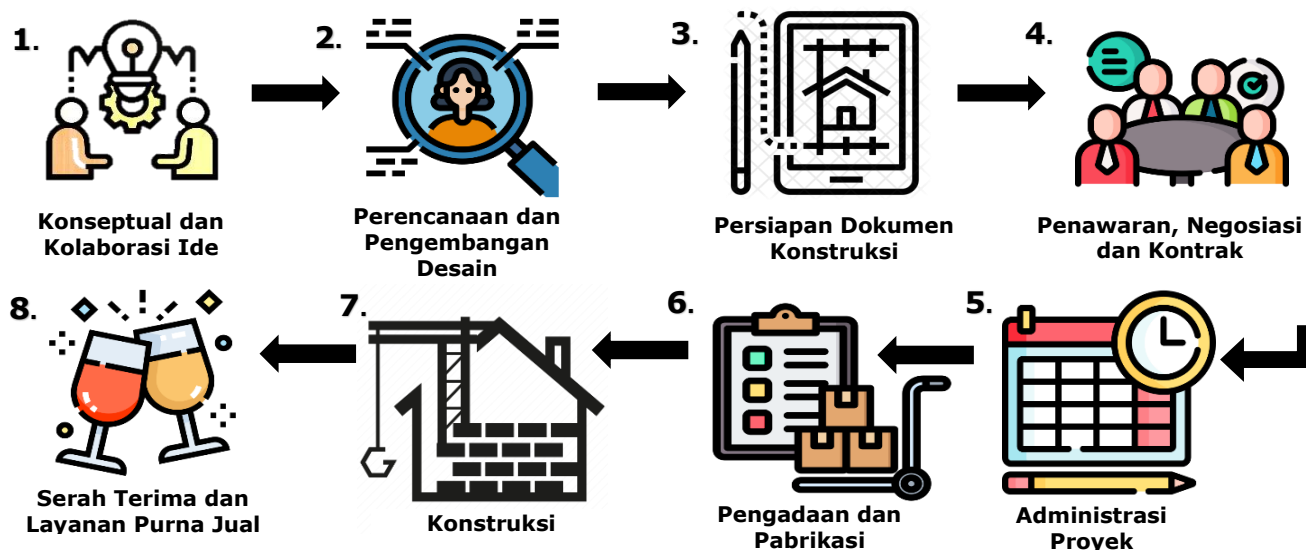 1.
Konseptual dan
Kolaborasi Ide
2.
Perencanaan dan
Pengembangan
Desain
3.
Persiapan Dokumen
Konstruksi
4.
Penawaran, Negosiasi
dan Kontrak
5.
Administrasi
Proyek
6.
Pengadaan dan
Pabrikasi
7.
Konstruksi
8.
Serah Terima dan
Layanan Purna Jual